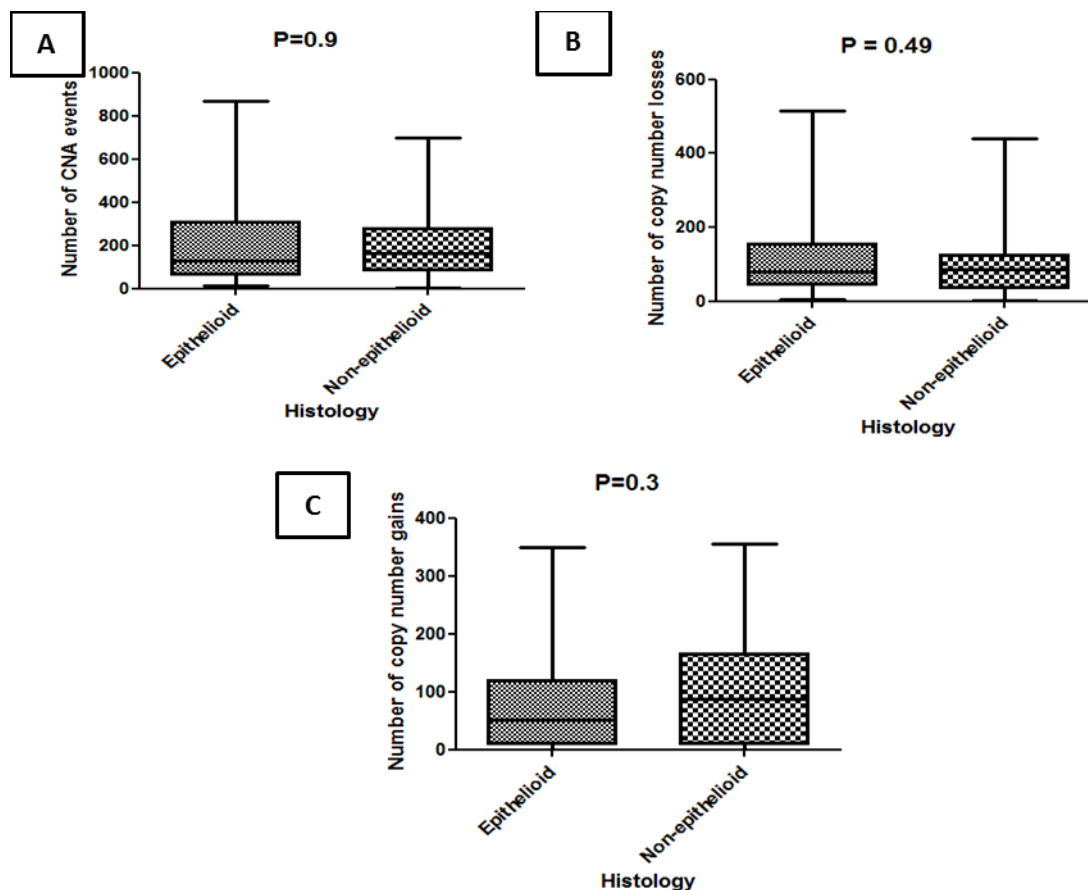 A
P=0.9
Number of CNA events
1000
800
600
400
200
0
Epithelioid
Non-epithelioid
Histology
B
P = 0.49
Number of copy number losses
600
400
200
0
Epithelioid
Non-epithelioid
Histology
C
P=0.3
Number of copy number gains
400
300
200
100
0
Epithelioid
Non-epithelioid
Histology